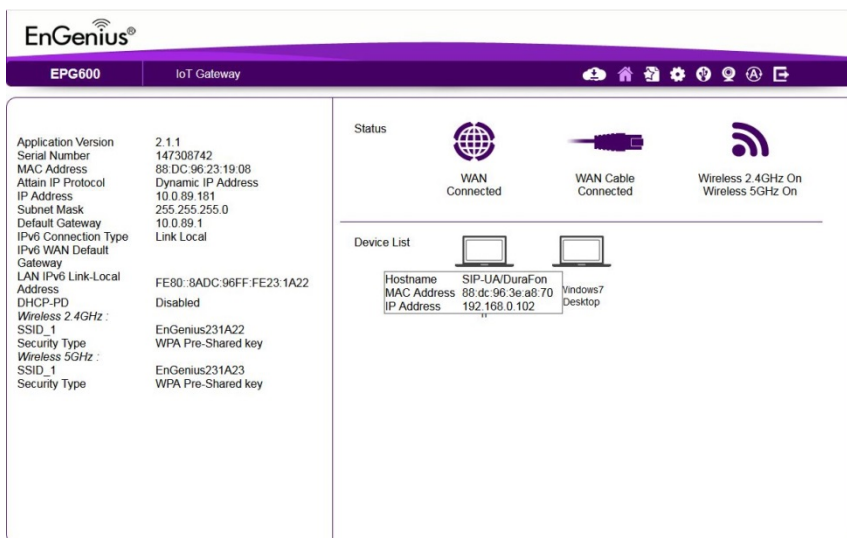 EnGenius®
EPG600 IoT Gateway
Application Version 2.1.1
Serial Number 147308742
MAC Address 88:DC:96:23:19:08
Attain IP Protocol Dynamic IP Address
IP Address 10.0.89.181
Subnet Mask 255.255.255.0
Default Gateway 10.0.89.1
IPv6 Connection Type Link Local
IPv6 WAN Default
Gateway
LAN IPv6 Link-Local
Address FE80::8ADC:96FF:FE23:1A22
DHCP-PD Disabled
Wireless 2.4GHz :
SSID_1 EnGenius231A22
Security Type WPA Pre-Shared key
Wireless 5GHz :
SSID_1 EnGenius231A23
Security Type WPA Pre-Shared key
Status
WAN
Connected
WAN Cable
Connected
Wireless 2.4GHz On
Wireless 5GHz On
Device List
Hostname SIP-UA/DuraFon
MAC Address 88:dc:96:3e:a8:70
IP Address 192.168.0.102
Windows7
Desktop